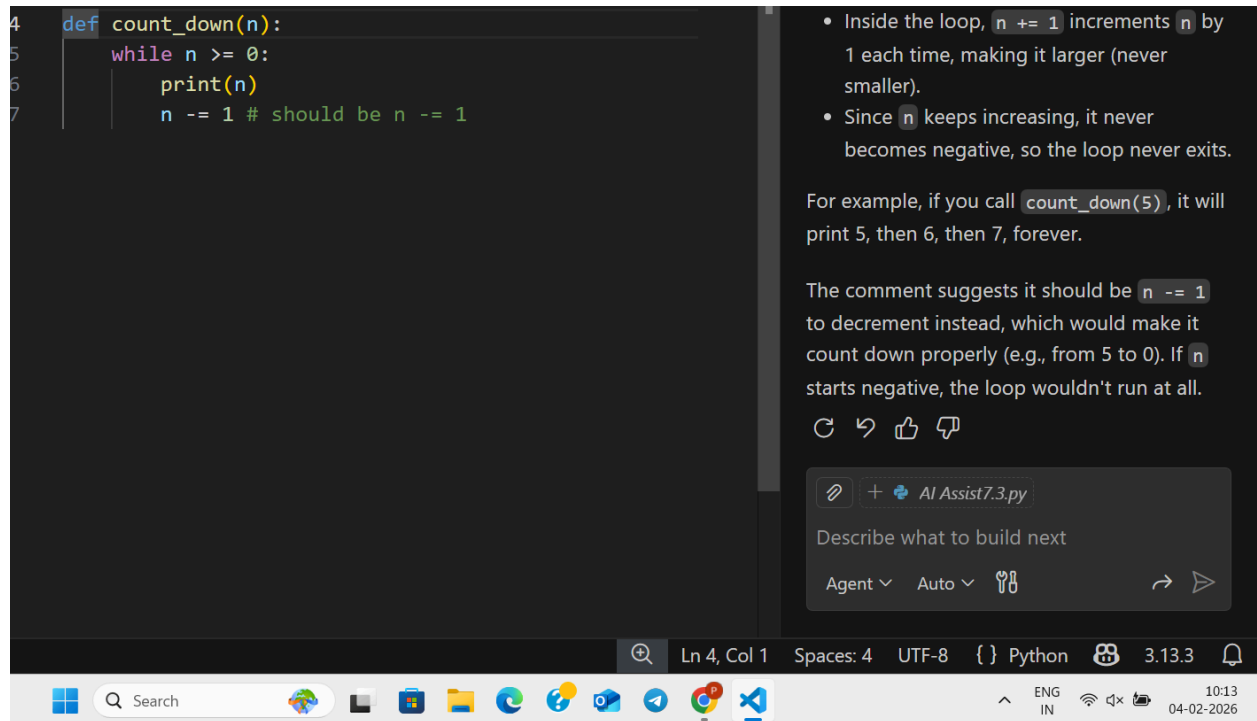 4 def count_down(n):
5 while n >= 0:
6 print(n)
7 n -= 1 # should be n -= 1
Inside the loop, n += 1 increments n by
1 each time, making it larger (never
smaller).
Since n keeps increasing, it never
becomes negative, so the loop never exits.
For example, if you call count_down(5), it will
print 5, then 6, then 7, forever.
The comment suggests it should be n -= 1
to decrement instead, which would make it
count down properly (e.g., from 5 to 0). If n
starts negative, the loop wouldn't run at all.
AI Assist7.3.py
Describe what to build next
Agent Auto
Ln 4, Col 1 Spaces: 4 UTF-8 { } Python 3.13.3
Search
P
ENG
IN
10:13
04-02-2026